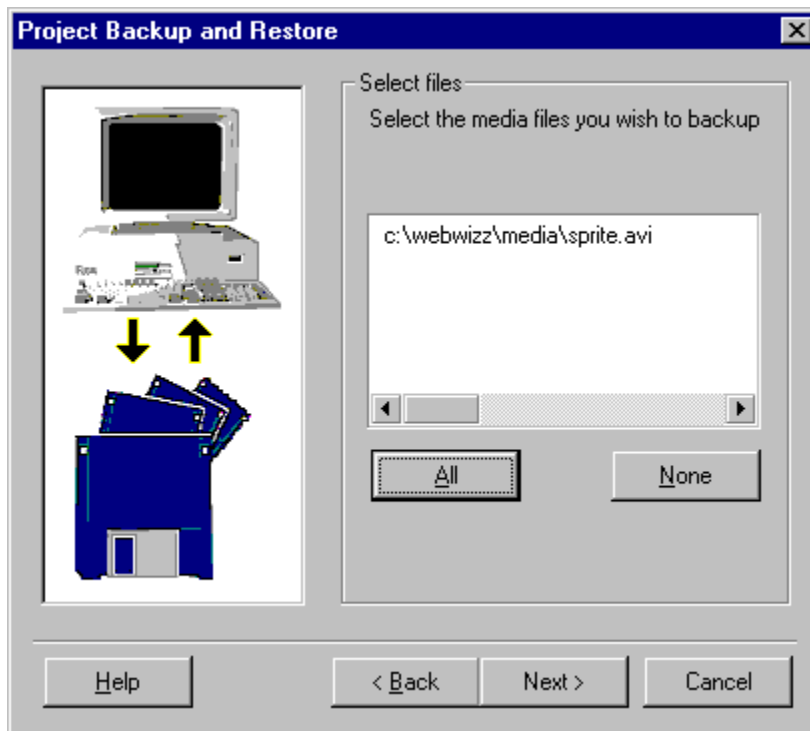 Project Backup and Restore
Select files
Select the media files you wish to backup
c:\webwizz\media\sprite.avi
All
None
Help
< Back
Next >
Cancel